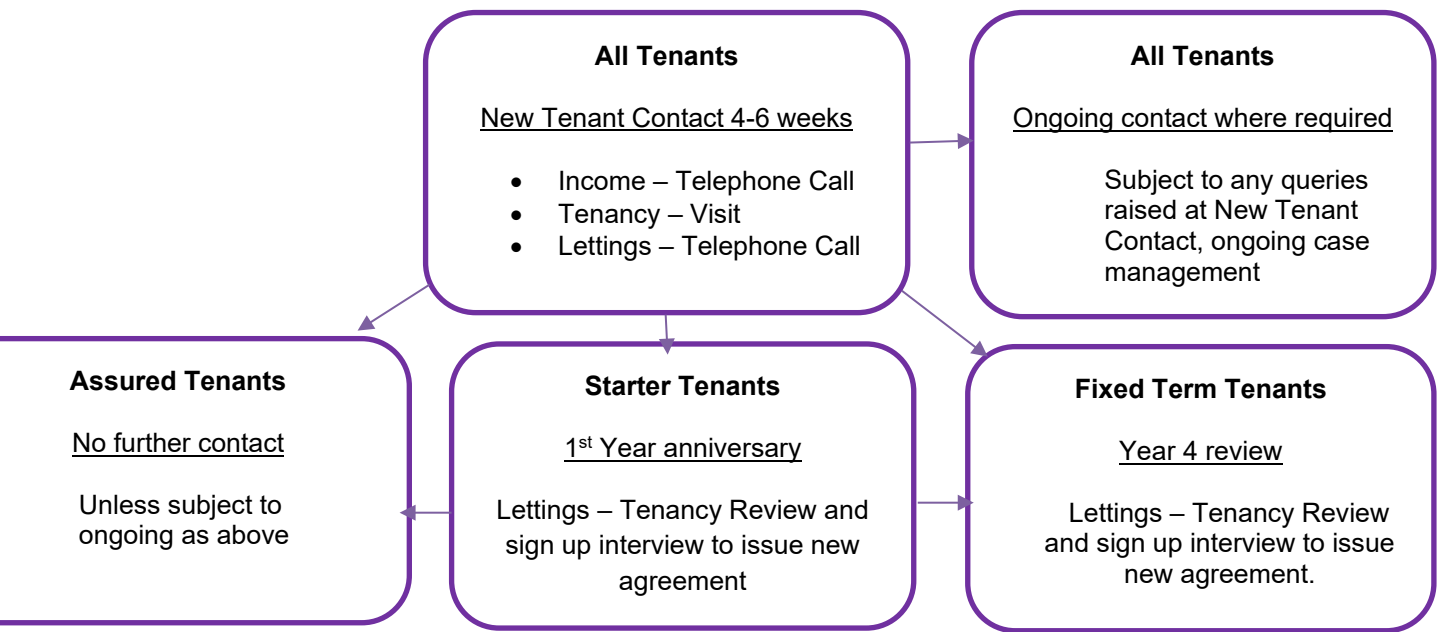 All Tenants
New Tenant Contact 4-6 weeks
• Income – Telephone Call
• Tenancy – Visit
• Lettings – Telephone Call
All Tenants
Ongoing contact where required
Subject to any queries
raised at New Tenant
Contact, ongoing case
management
Assured Tenants
No further contact
Unless subject to
ongoing as above
Starter Tenants
1st Year anniversary
Lettings – Tenancy Review and
sign up interview to issue new
agreement
Fixed Term Tenants
Year 4 review
Lettings – Tenancy Review
and sign up interview to issue
new agreement.